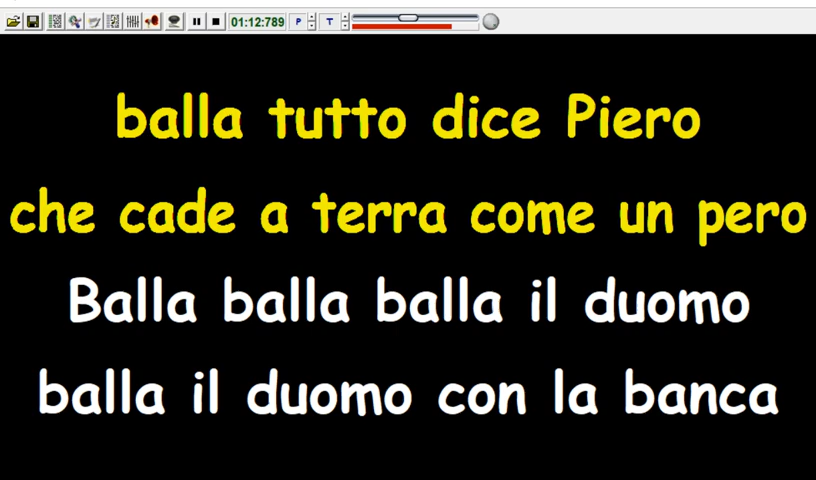 01:12:789 P T
balla tutto dice Piero
che cade a terra come un pero
Balla balla balla il duomo
balla il duomo con la banca